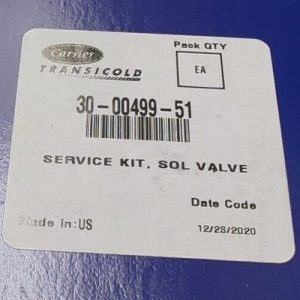 Carrier
TRANSICOLD
Pack QTY
EA
30-00499-51
SERVICE KIT, SOL VALVE
Date Code
Made In:US
12/28/2020